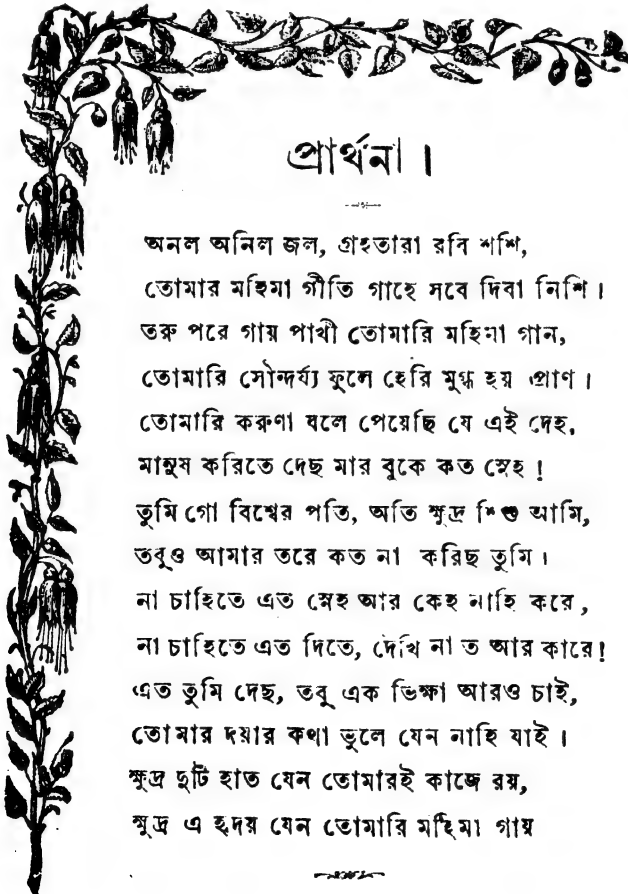 প্রার্থনা।
অনল অনিল জল, গ্রহতারা রবি শশি,
তোমার মহিমা গীতি গাহে সবে দিবা নিশি।
তরু পরে গায় পাখী তোমারি মহিমা গান,
তোমারি সৌন্দর্য্য ফুলে হেরি মুগ্ধ হয় প্রাণ।
তোমারি করুণা বলে পেয়েছি যে এই দেহ,
মানুষ করিতে দেছ মার বুকে কত স্নেহ!
তুমি গো বিশ্বের পতি, অতি ক্ষুদ্র শিশু আমি,
তবুও আমার তরে কত না করিছ তুমি।
না চাহিতে এত স্নেহ আর কেহ নাহি করে,
না চাহিতে এত দিতে, দেখি না ত আর কারে!
এত তুমি দেছ, তবু এক ভিক্ষা আরও চাই,
তোমার দয়ার কথা ভুলে যেন নাহি যাই।
ক্ষুদ্র দুটি হাত যেন তোমারই কাজে রয়,
ক্ষুদ্র এ হৃদয় যেন তোমারি মহিমা গায়